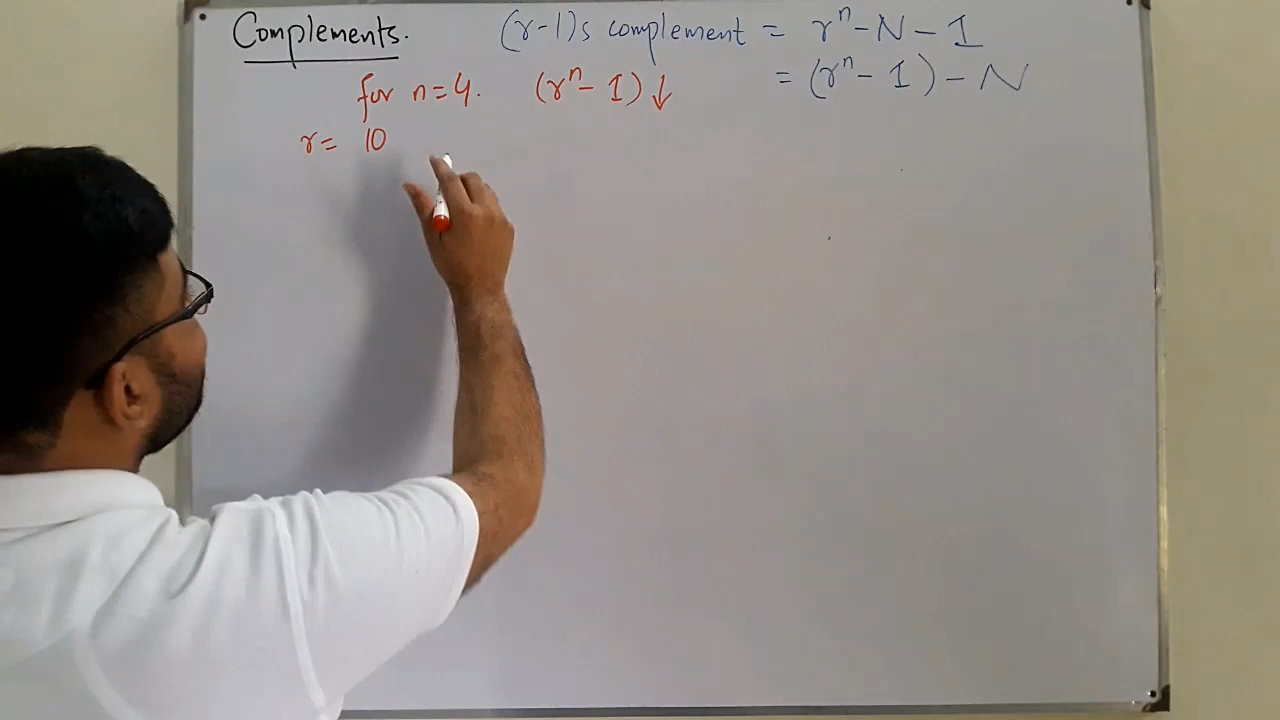 Complements. (r-1)s complement = rⁿ - N - 1
= (rⁿ - 1) - N
for n=4. (rⁿ - 1) ↓
r= 10